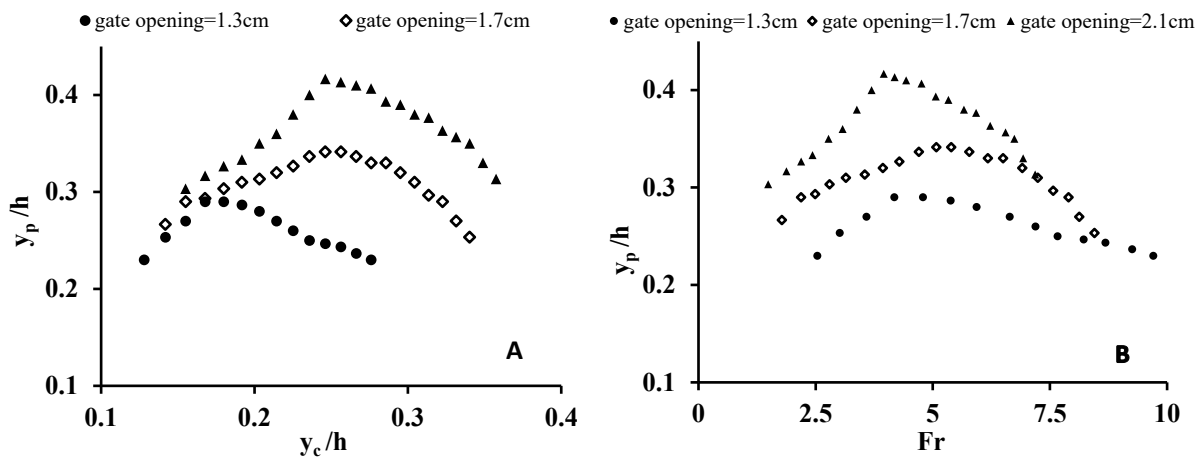 gate opening=1.3cm gate opening=1.7cm
0.4
0.3
0.2
0.1
yp /h
0.1 0.2 0.3 0.4
yc /h
A
gate opening=1.3cm gate opening=1.7cm gate opening=2.1cm
0.4
0.3
0.2
0.1
yp /h
0 2.5 5 7.5 10
Fr
B